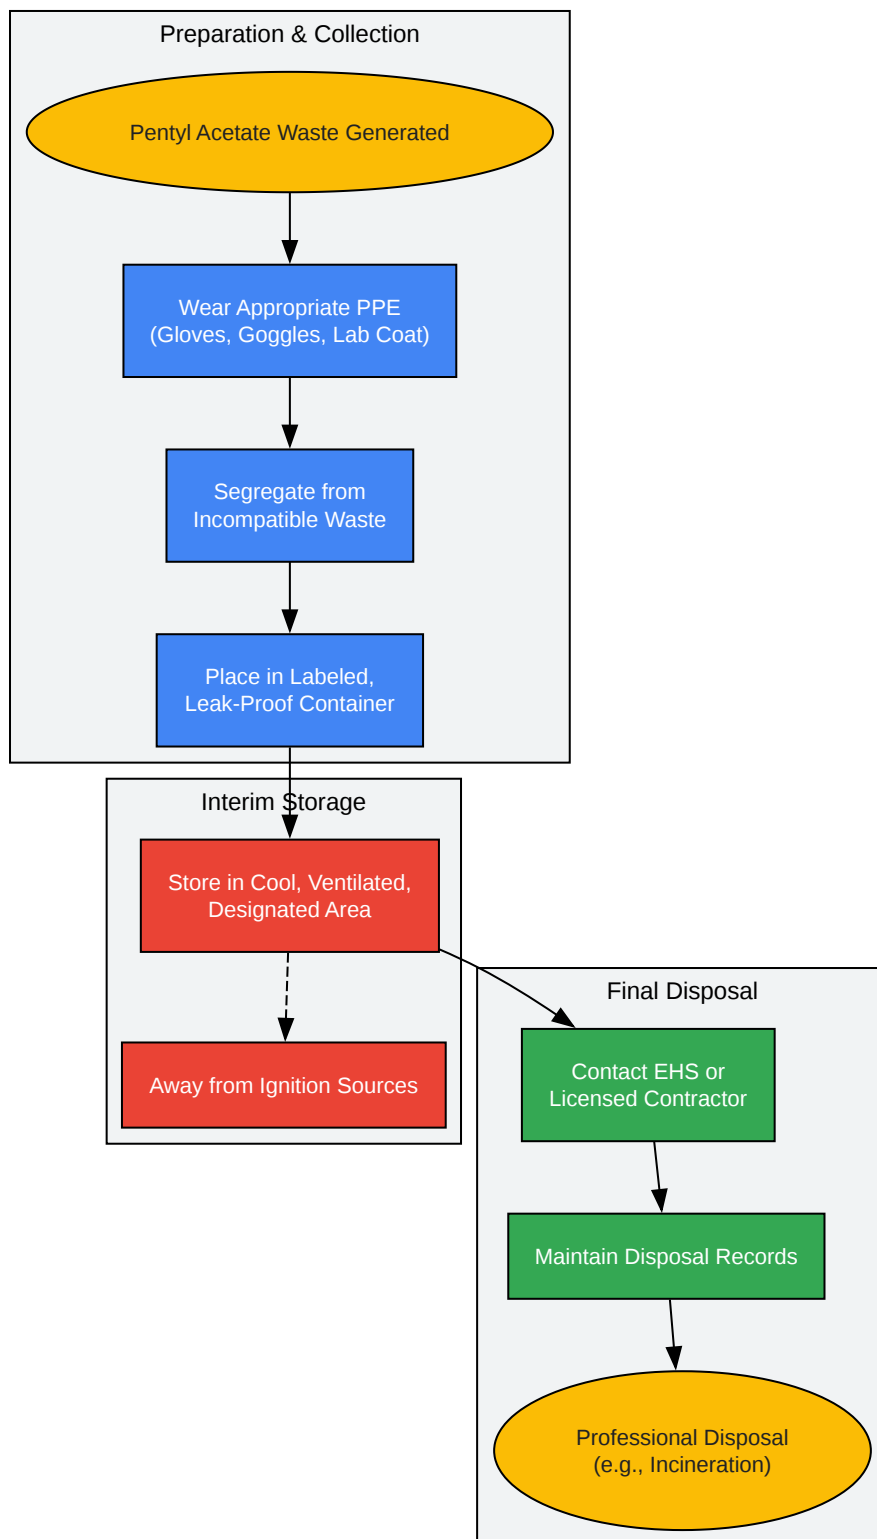 Preparation & Collection
Pentyl Acetate Waste Generated
Wear Appropriate PPE
(Gloves, Goggles, Lab Coat)
Segregate from
Incompatible Waste
Place in Labeled,
Leak-Proof Container
Interim Storage
Store in Cool, Ventilated,
Designated Area
Away from Ignition Sources
Final Disposal
Contact EHS or
Licensed Contractor
Maintain Disposal Records
Professional Disposal
(e.g., Incineration)